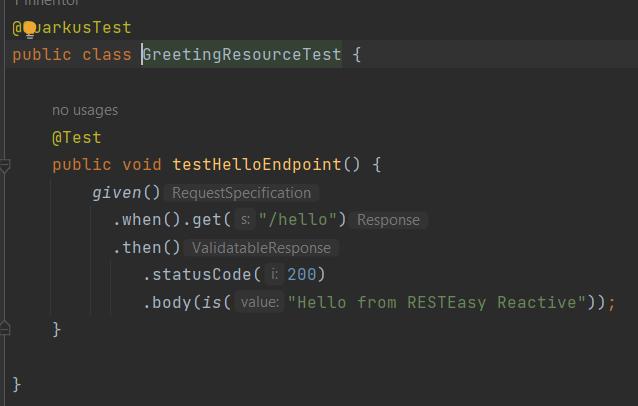 1 inheritor
@QuarkusTest
public class GreetingResourceTest {
no usages
@Test
public void testHelloEndpoint() {
given() RequestSpecification
.when().get( s: "/hello") Response
.then() ValidatableResponse
.statusCode( i: 200)
.body(is( value: "Hello from RESTEasy Reactive"));
}
}